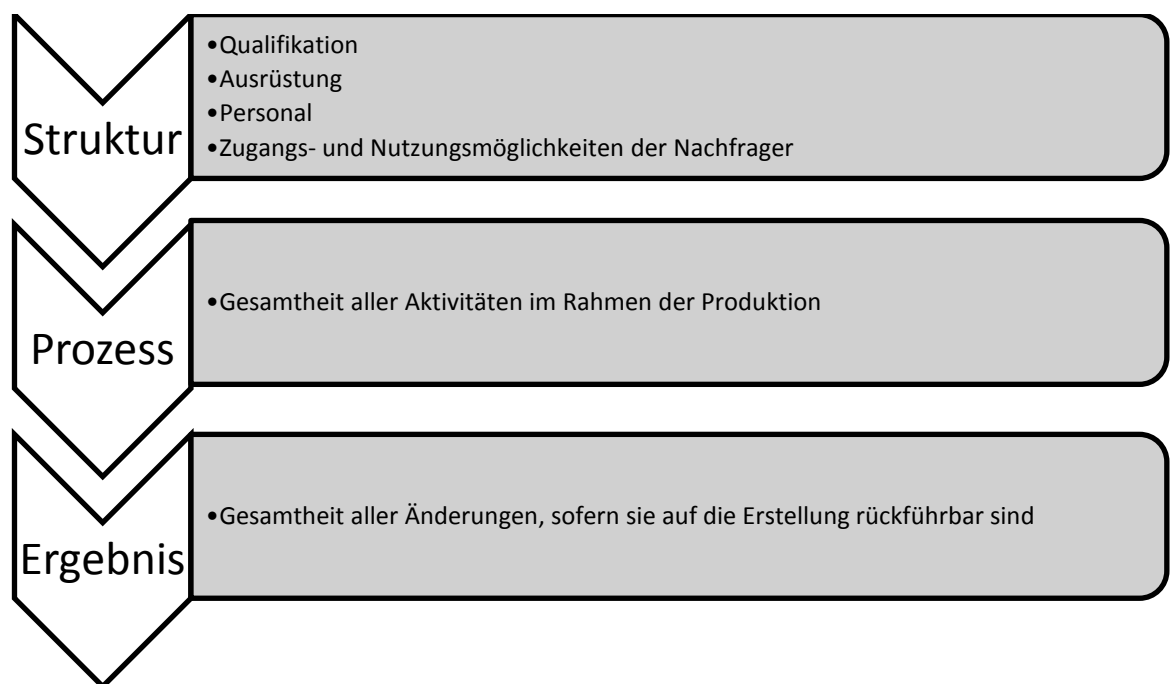 Struktur
•Qualifikation
•Ausrüstung
•Personal
•Zugangs- und Nutzungsmöglichkeiten der Nachfrager
Prozess
•Gesamtheit aller Aktivitäten im Rahmen der Produktion
Ergebnis
•Gesamtheit aller Änderungen, sofern sie auf die Erstellung rückführbar sind